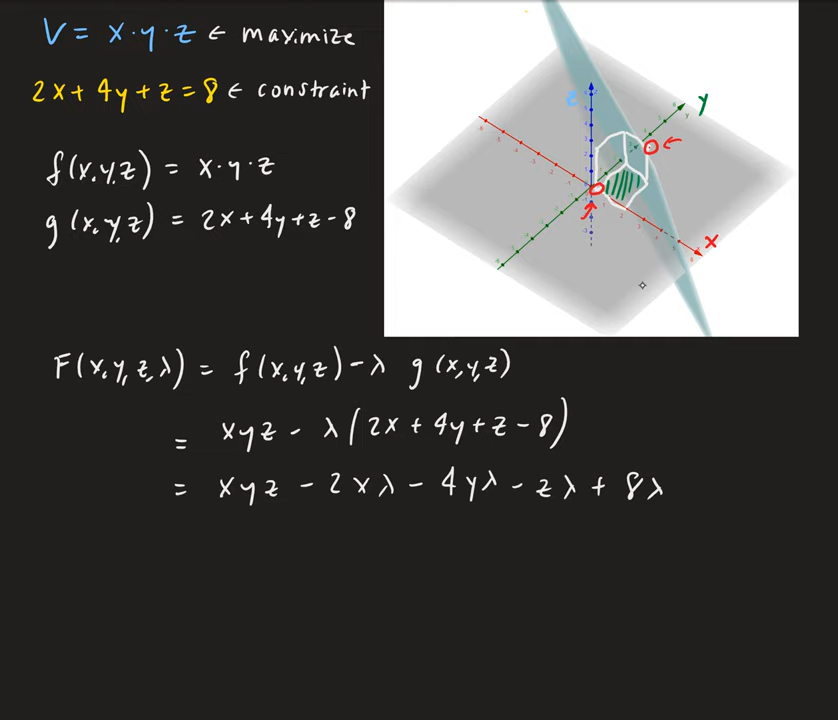 V = x·y·z ← maximize
2x + 4y + z = 8 ← constraint
f(x,y,z) = x·y·z
g(x,y,z) = 2x + 4y + z - 8
z
y
x
F(x,y,z,λ) = f(x,y,z) - λ g(x,y,z)
= xyz - λ(2x + 4y + z - 8)
= xyz - 2xλ - 4yλ - zλ + 8λ